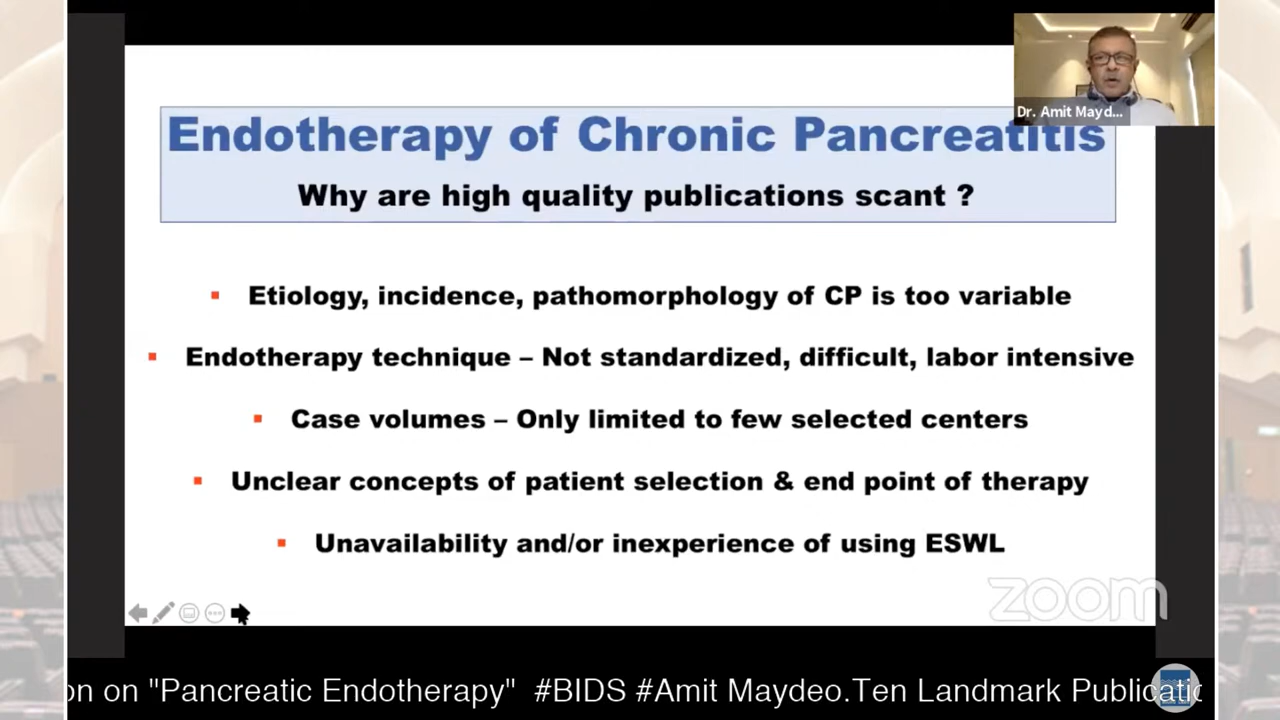 Dr. Amit Mayd...
Endotherapy of Chronic Pancreatitis
Why are high quality publications scant ?
▪ Etiology, incidence, pathomorphology of CP is too variable
▪ Endotherapy technique – Not standardized, difficult, labor intensive
▪ Case volumes – Only limited to few selected centers
▪ Unclear concepts of patient selection & end point of therapy
▪ Unavailability and/or inexperience of using ESWL
zoom
on on "Pancreatic Endotherapy" #BIDS #Amit Maydeo.Ten Landmark Publicatic